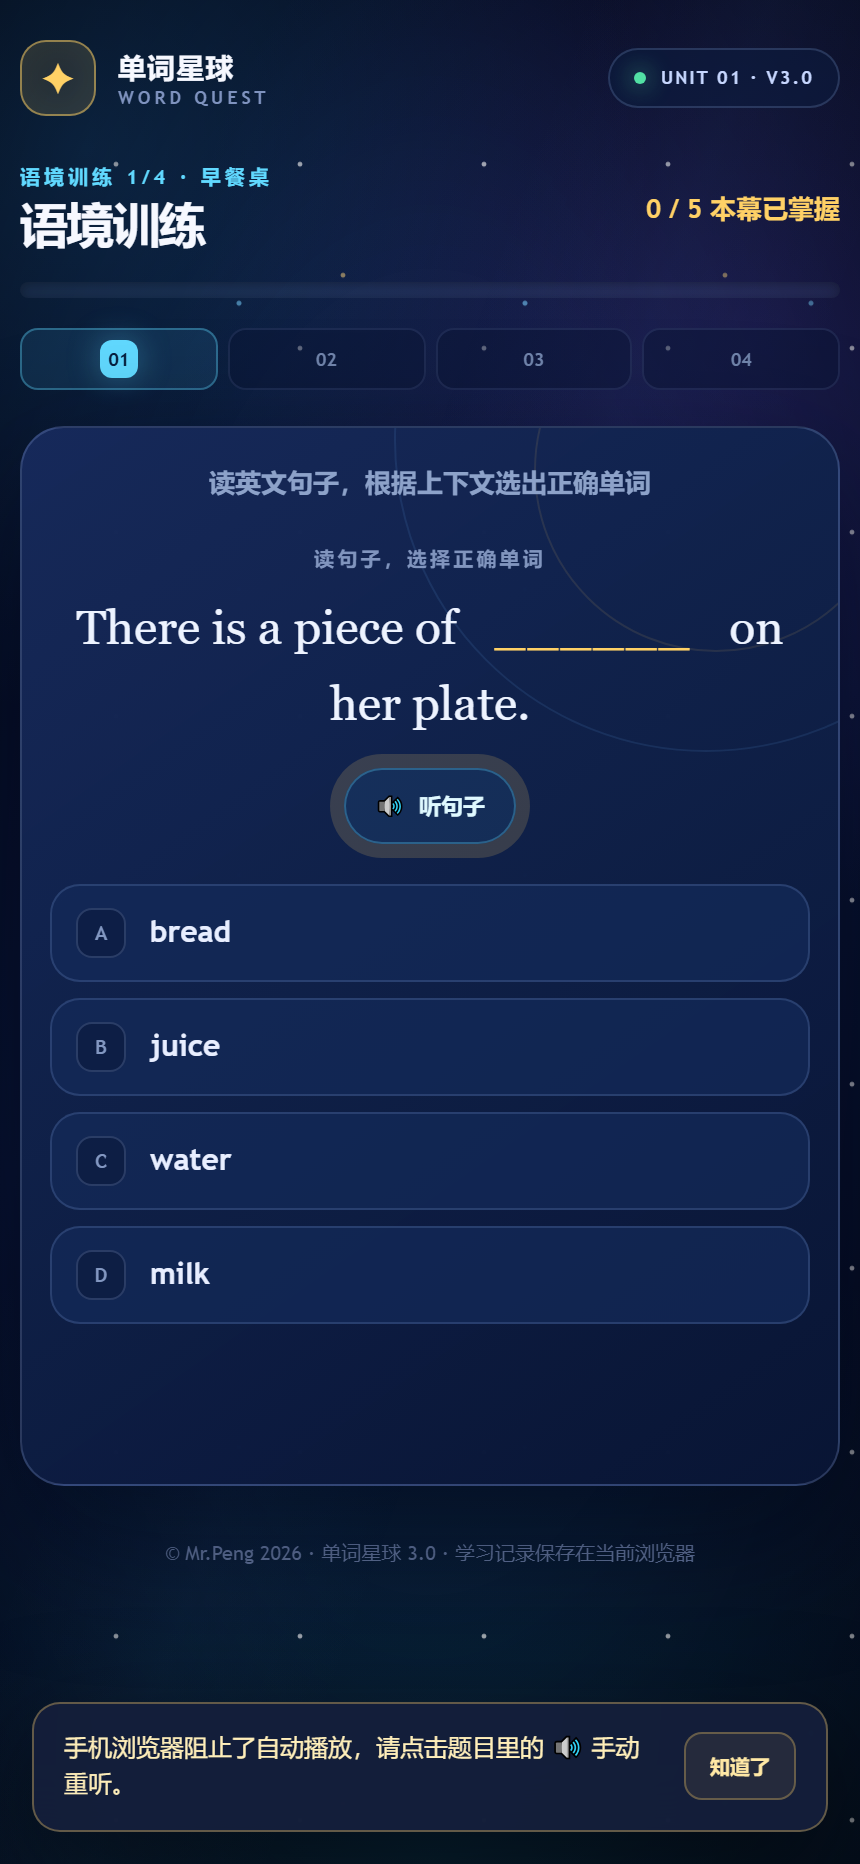 单词星球
WORD QUEST
UNIT 01 · V3.0
语境训练 1/4 · 早餐桌
语境训练
0 / 5 本幕已掌握
01
02
03
04
读英文句子，根据上下文选出正确单词
读句子，选择正确单词
There is a piece of ______ on
her plate.
🔊 听句子
A bread
B juice
C water
D milk
© Mr.Peng 2026 · 单词星球 3.0 · 学习记录保存在当前浏览器
手机浏览器阻止了自动播放，请点击题目里的 🔊 手动
重听。
知道了